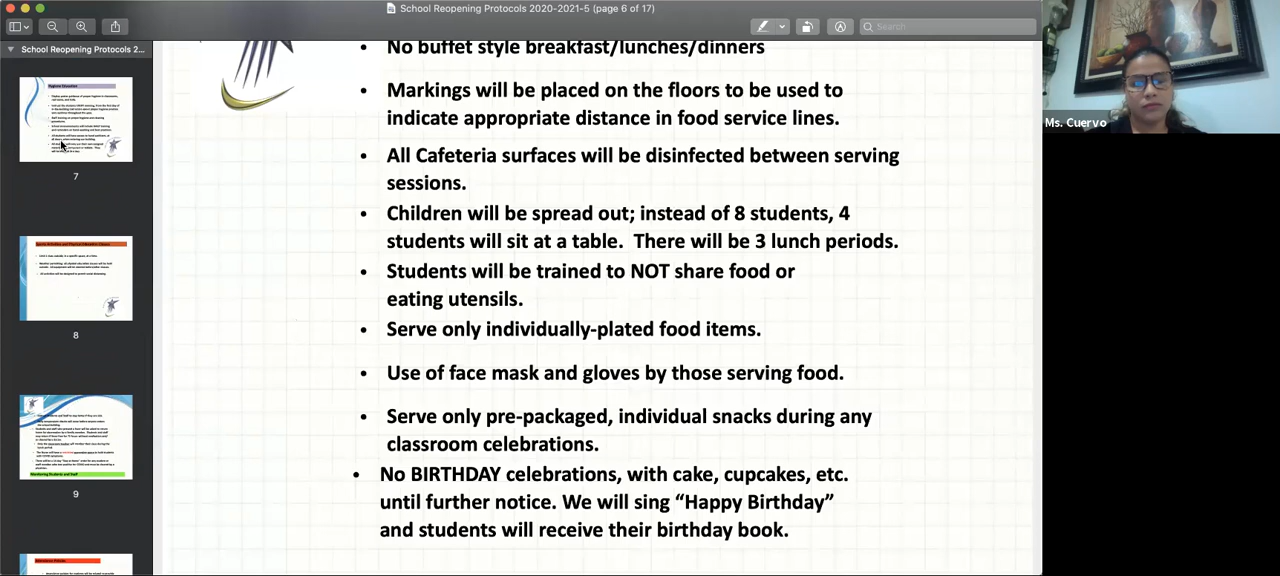 School Reopening Protocols 2020-2021-5 (page 6 of 17)
Search
School Reopening Protocols 2...
Hygiene Education
7
8
9
Monitoring Students and Staff
• No buffet style breakfast/lunches/dinners
• Markings will be placed on the floors to be used to
indicate appropriate distance in food service lines.
• All Cafeteria surfaces will be disinfected between serving
sessions.
• Children will be spread out; instead of 8 students, 4
students will sit at a table. There will be 3 lunch periods.
• Students will be trained to NOT share food or
eating utensils.
• Serve only individually-plated food items.
• Use of face mask and gloves by those serving food.
• Serve only pre-packaged, individual snacks during any
classroom celebrations.
• No BIRTHDAY celebrations, with cake, cupcakes, etc.
until further notice. We will sing “Happy Birthday”
and students will receive their birthday book.
Ms. Cuervo